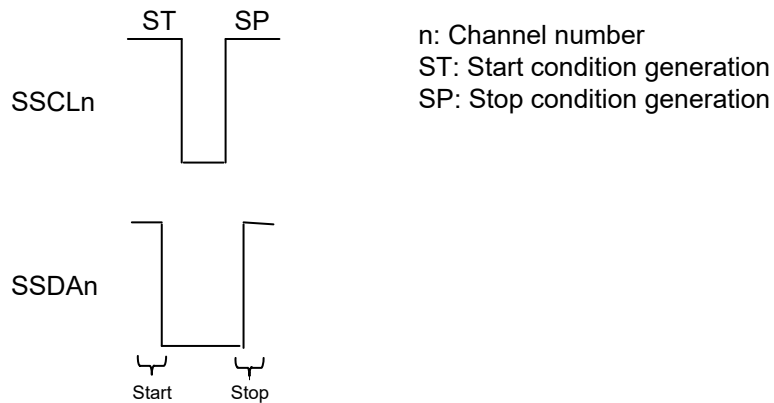 ST SP
SSCLn
n: Channel number
ST: Start condition generation
SP: Stop condition generation
SSDAn
Start Stop